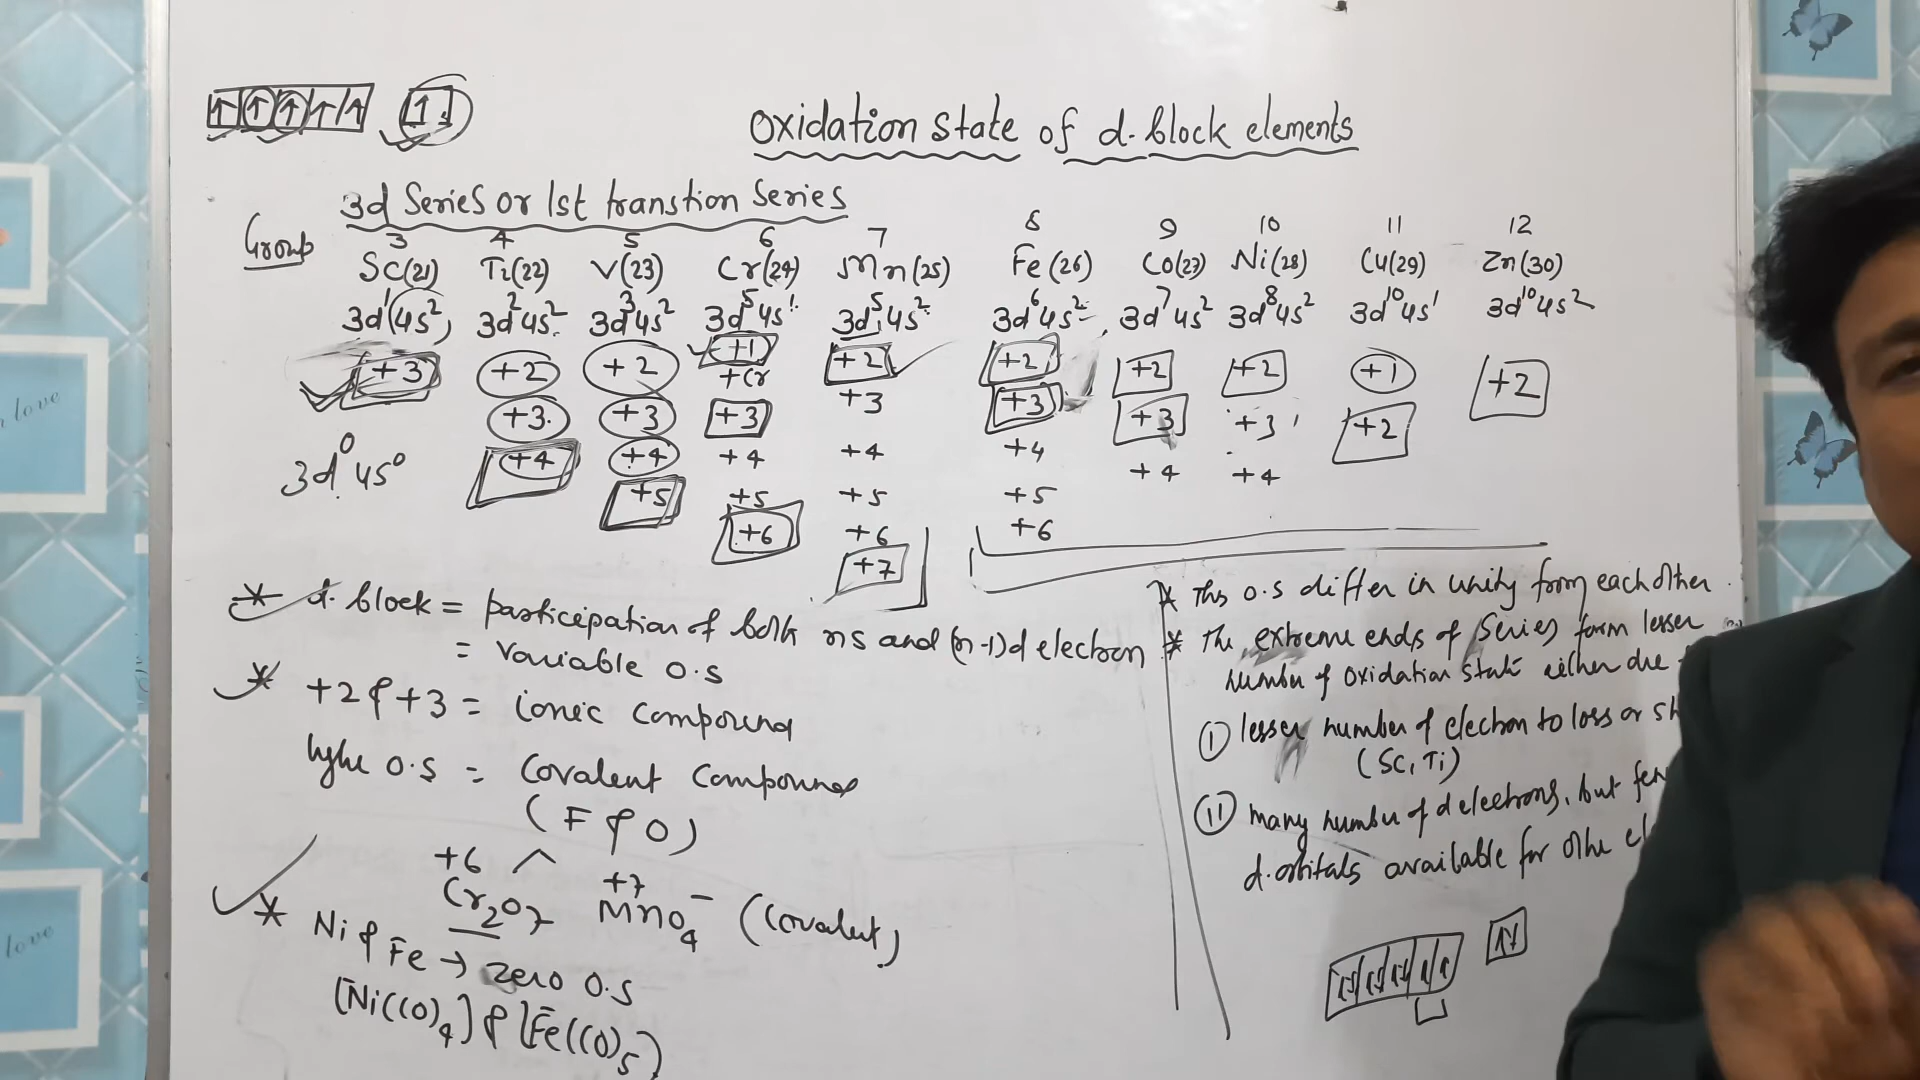 Oxidation state of d-block elements
3d Series or 1st transtion Series
Group 3 4 5 6 7 8 9 10 11 12
Sc(21) Ti(22) V(23) Cr(24) Mn(25) Fe(26) Co(27) Ni(28) Cu(29) Zn(30)
3d¹4s² 3d²4s² 3d³4s² 3d⁵4s¹ 3d⁵4s² 3d⁶4s² 3d⁷4s² 3d⁸4s² 3d¹⁰4s¹ 3d¹⁰4s²
+3 +2 +2 +1 +2 +2 +2 +2 +1 +2
+3 +3 +3 +3 +3 +3 +3 +2
3d⁰4s⁰ +4 +4 +4 +4 +4 +4 +4
+5 +5 +5 +5
+6 +6 +6
+7
* d-block = participation of both ns and (n-1)d electron
= variable o.s
* +2 & +3 = ionic compound
o.s = Covalent Compounds
(F & O)
+6 +7
Cr₂O₇ MnO₄⁻ (Covalent)
* Ni & Fe → zero O.S
[Ni(CO)₄] & [Fe(CO)₅]
* This o.s differ in unity from each other.
* The extreme ends of series form lesser
number of oxidation state either due
(I) lesser number of electron to loss or sh
(Sc, Ti)
(II) many number of d electrons, but few
d-orbitals available for othe el
love
love